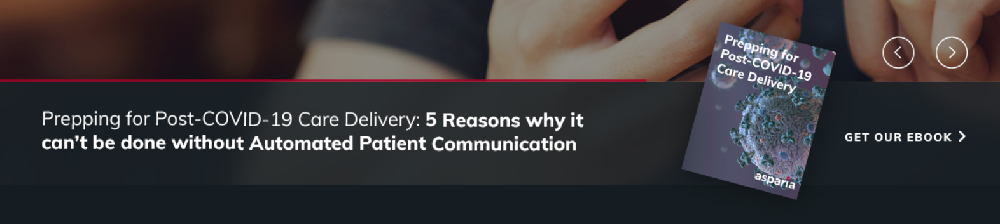 Prepping for
Post-COVID-19
Care Delivery
Prepping for Post-COVID-19 Care Delivery: 5 Reasons why it
can’t be done without Automated Patient Communication
GET OUR EBOOK
asparia